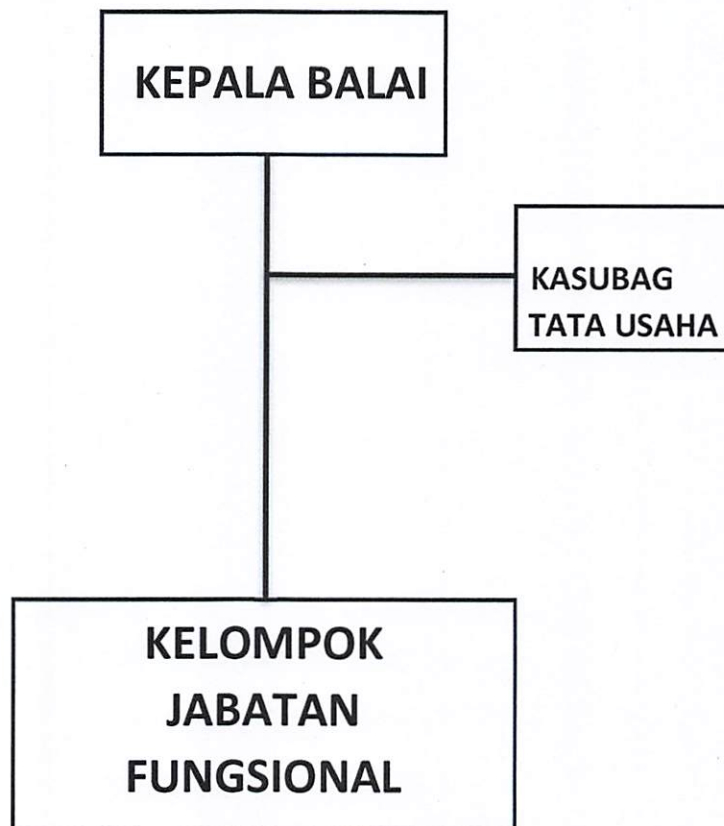 KEPALA BALAI
KASUBAG
TATA USAHA
KELOMPOK
JABATAN
FUNGSIONAL